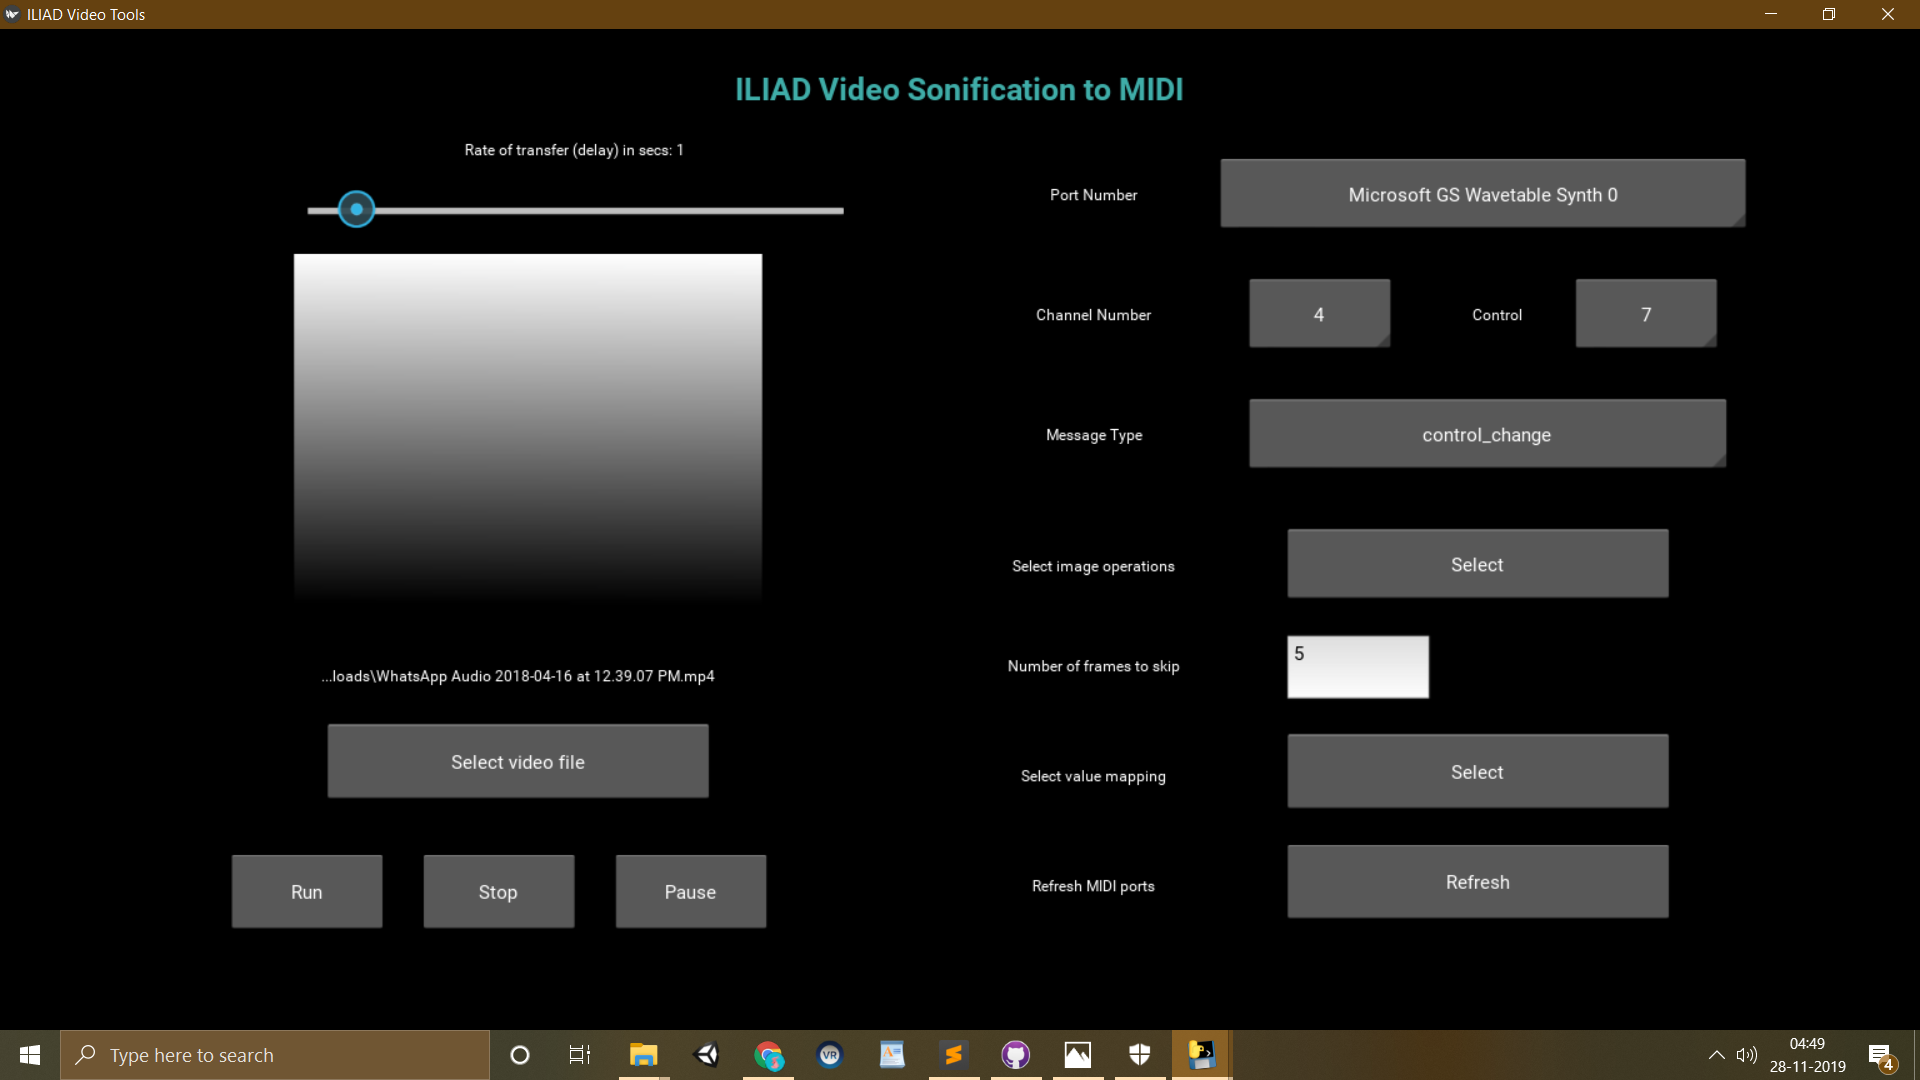 ILIAD Video Tools
ILIAD Video Sonification to MIDI
Rate of transfer (delay) in secs: 1
...loads\WhatsApp Audio 2018-04-16 at 12.39.07 PM.mp4
Select video file
Run
Stop
Pause
Port Number
Microsoft GS Wavetable Synth 0
Channel Number
4
Control
7
Message Type
control_change
Select image operations
Select
Number of frames to skip
5
Select value mapping
Select
Refresh MIDI ports
Refresh
Type here to search
VR
04:49
28-11-2019
4